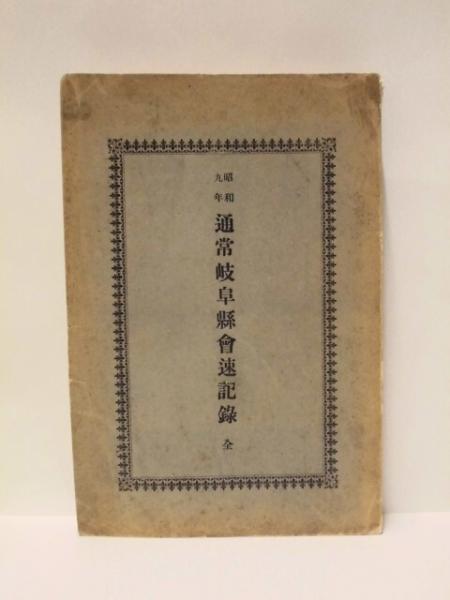 昭和
九年
通常岐阜縣會速記錄
全